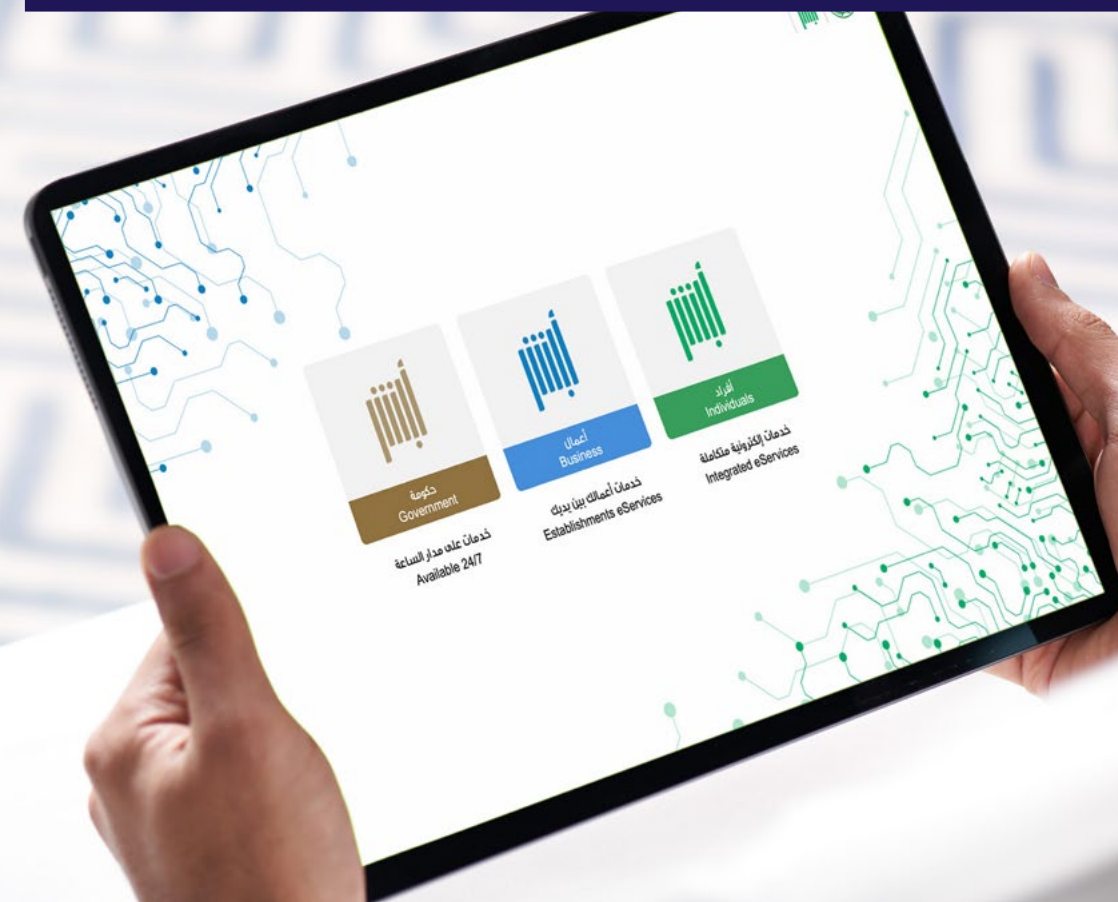 أبشر
أفراد
Individuals
خدمات إلكترونية متكاملة
Integrated eServices
أبشر
أعمال
Business
خدمات أعمالك بين يديك
Establishments eServices
أبشر
حكومة
Government
خدمات على مدار الساعة
Available 24/7